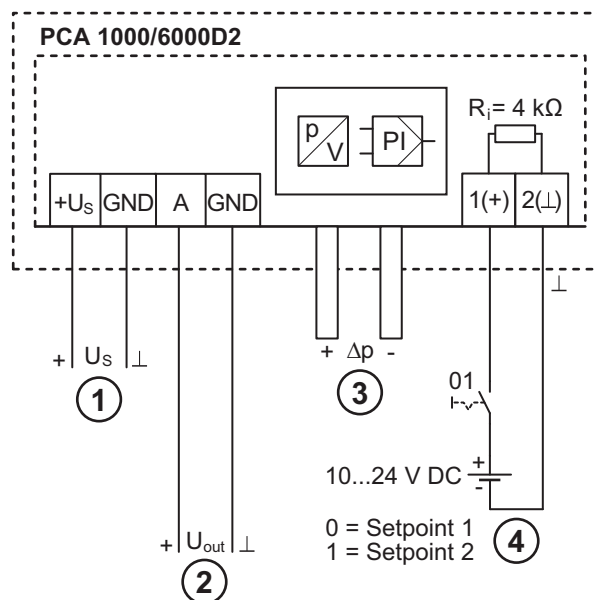 PCA 1000/6000D2
Ri= 4 kΩ
p
V
PI
+Us
GND
A
GND
1(+)
2(⊥)
⊥
+ Us ⊥
1
+ Δp -
3
01
10...24 V DC
+
-
0 = Setpoint 1
1 = Setpoint 2
4
+ Uout ⊥
2